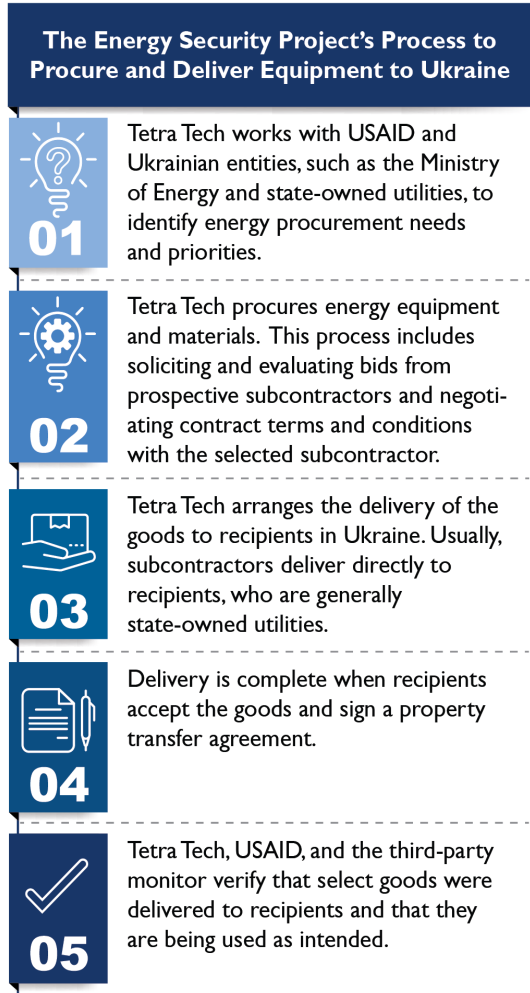 The Energy Security Project's Process to
Procure and Deliver Equipment to Ukraine
01
Tetra Tech works with USAID and
Ukrainian entities, such as the Ministry
of Energy and state-owned utilities, to
identify energy procurement needs
and priorities.
02
Tetra Tech procures energy equipment
and materials. This process includes
soliciting and evaluating bids from
prospective subcontractors and negoti-
ating contract terms and conditions
with the selected subcontractor.
03
Tetra Tech arranges the delivery of the
goods to recipients in Ukraine. Usually,
subcontractors deliver directly to
recipients, who are generally
state-owned utilities.
04
Delivery is complete when recipients
accept the goods and sign a property
transfer agreement.
05
Tetra Tech, USAID, and the third-party
monitor verify that select goods were
delivered to recipients and that they
are being used as intended.